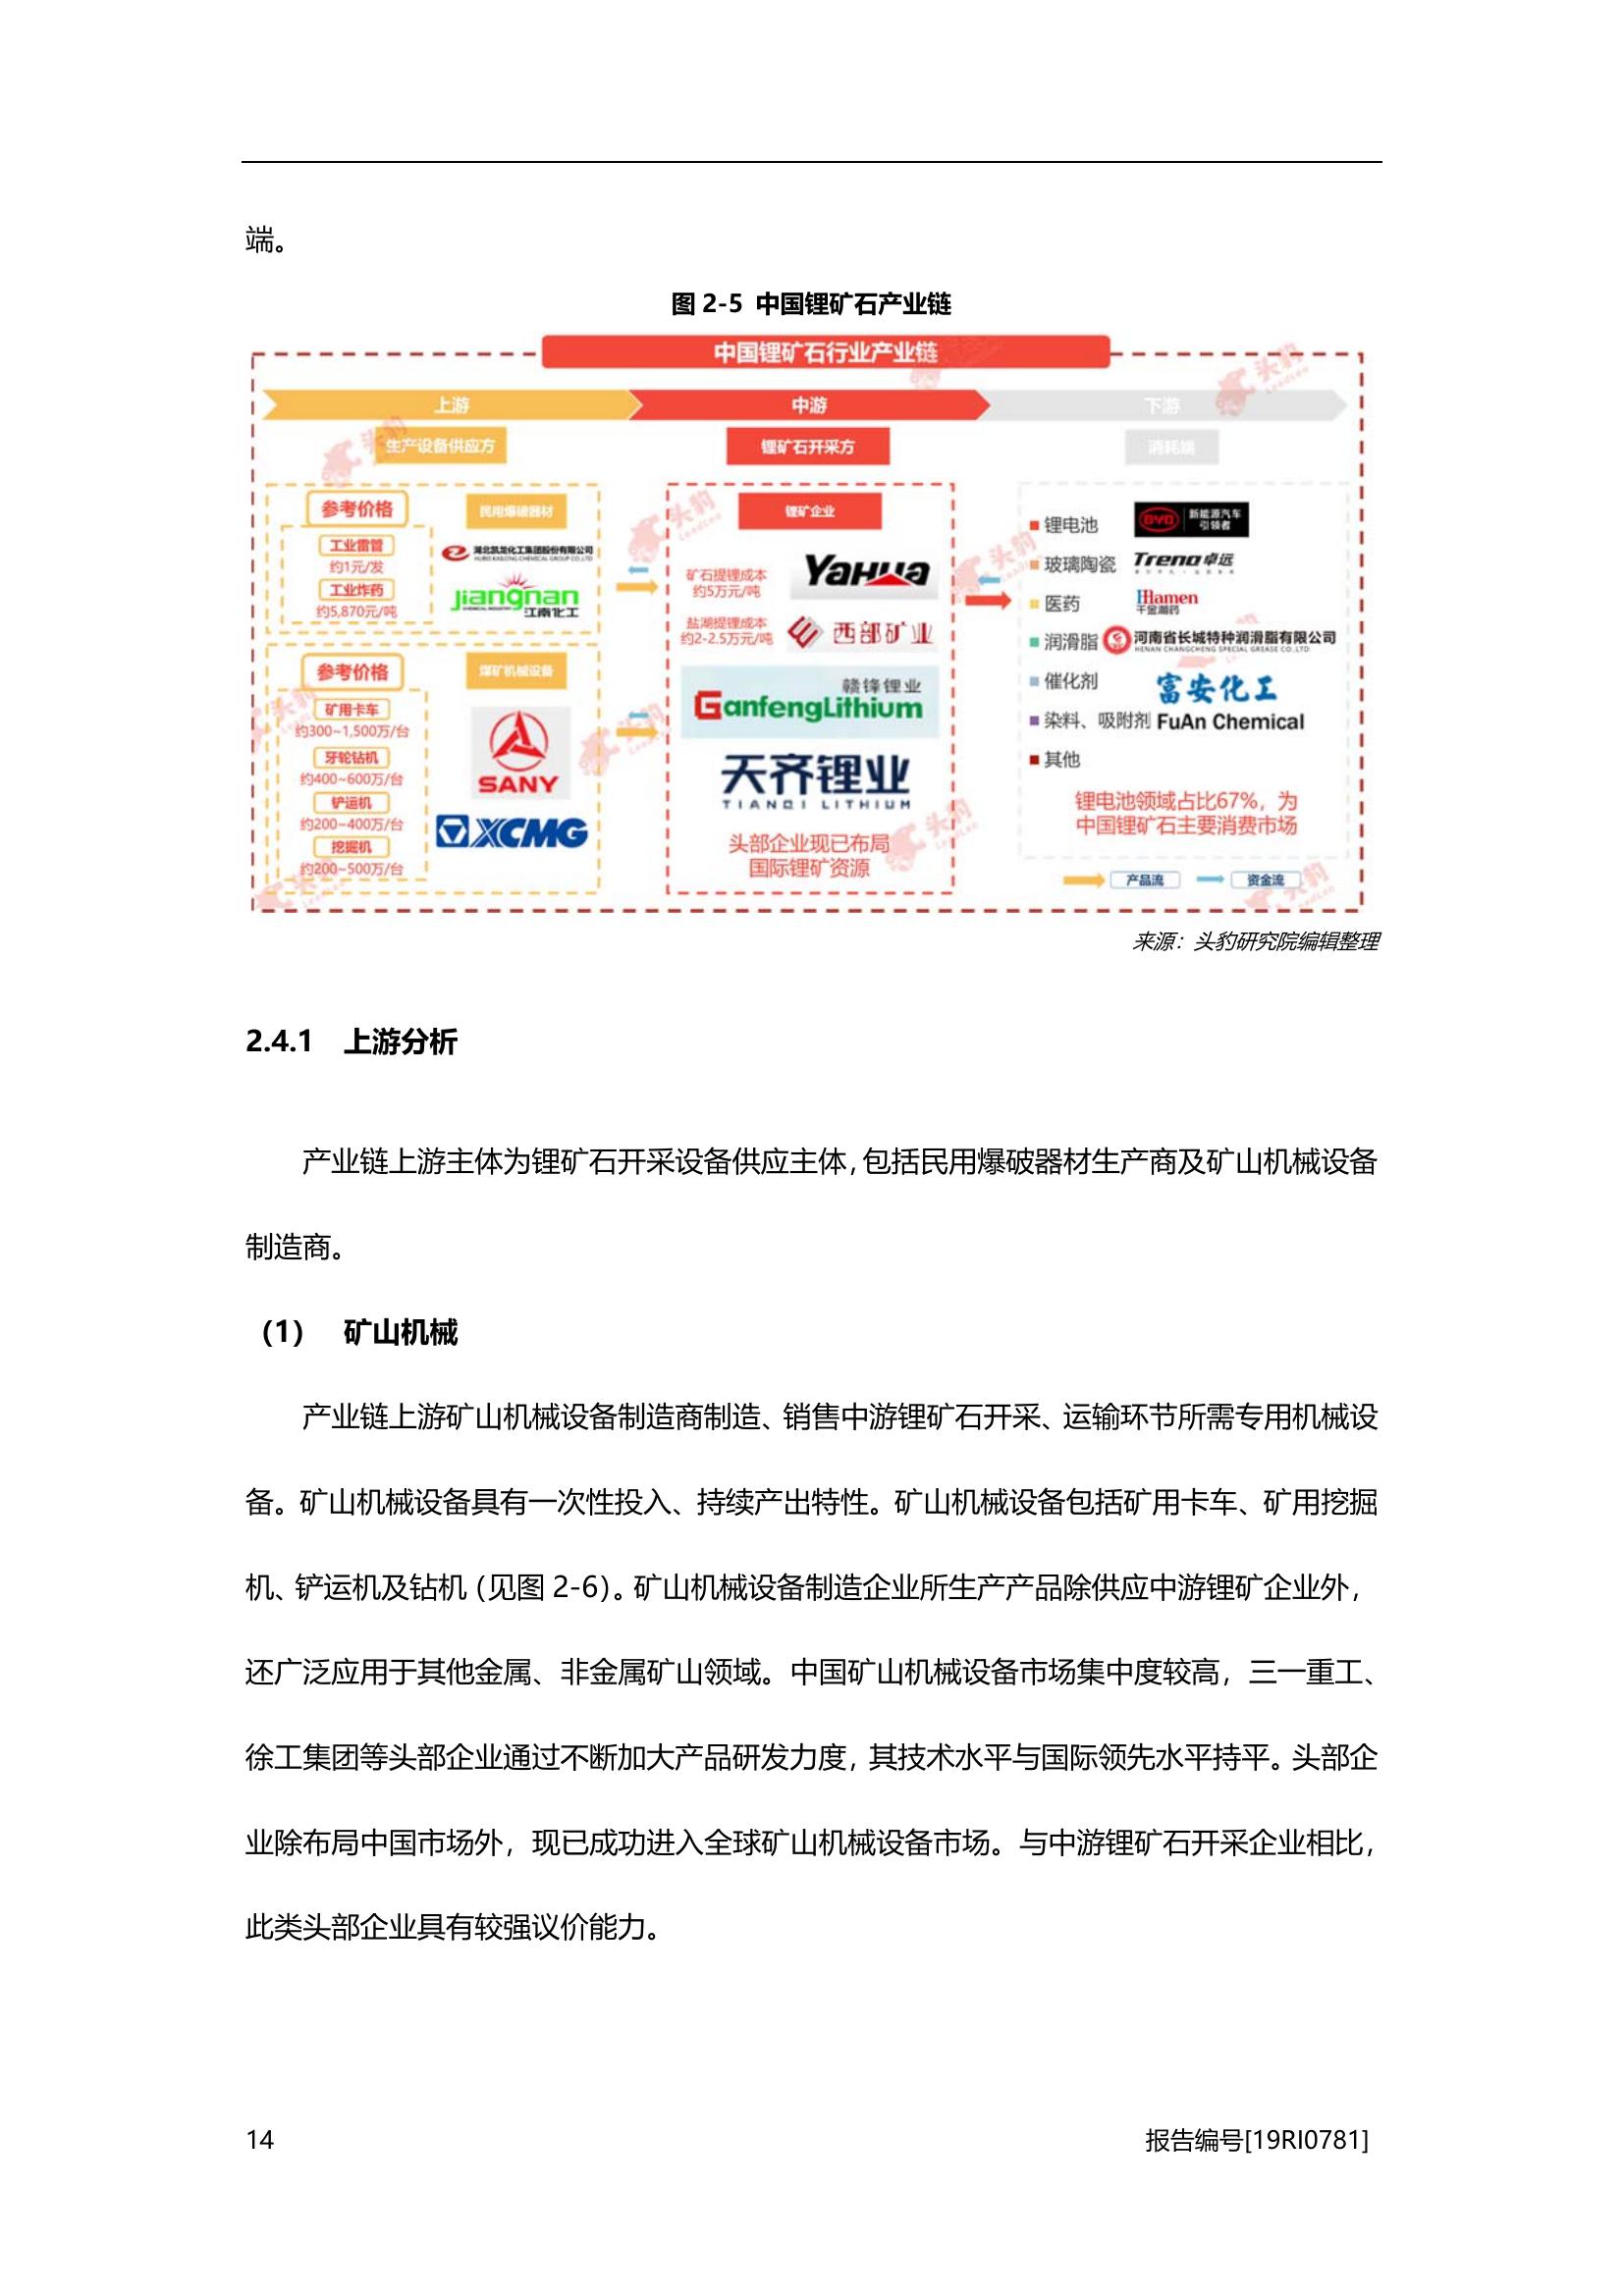 端。
图 2-5 中国锂矿石产业链
中国锂矿石行业产业链
上游
中游
下游
生产设备供应方
锂矿石开采方
消耗端
参考价格
民用爆破器材
工业雷管
约1元/发
工业炸药
约5,870元/吨
湖北凯龙化工集团股份有限公司
HUBEI KAILONG CHEMICAL GROUP CO.,LTD
Jiangnan
江南化工
参考价格
煤矿机械设备
矿用卡车
约300~1,500万/台
牙轮钻机
约400~600万/台
铲运机
约200~400万/台
挖掘机
约200~500万/台
SANY
XCMG
锂矿企业
矿石提锂成本
约5万元/吨
YaHua
盐湖提锂成本
约2-2.5万元/吨
西部矿业
赣锋锂业
GanfengLithium
天齐锂业
TIANQI LITHIUM
头部企业现已布局
国际锂矿资源
锂电池
BYD 新能源汽车
引领者
玻璃陶瓷 Treno卓远
医药
Hamen
千金湘药
润滑脂 河南省长城特种润滑脂有限公司
HENAN CHANGCHENG SPECIAL GREASE CO.,LTD
催化剂 富安化工
染料、吸附剂 FuAn Chemical
其他
锂电池领域占比67%，为
中国锂矿石主要消费市场
产品流 资金流
来源：头豹研究院编辑整理
2.4.1 上游分析
产业链上游主体为锂矿石开采设备供应主体，包括民用爆破器材生产商及矿山机械设备
制造商。
（1） 矿山机械
产业链上游矿山机械设备制造商制造、销售中游锂矿石开采、运输环节所需专用机械设
备。矿山机械设备具有一次性投入、持续产出特性。矿山机械设备包括矿用卡车、矿用挖掘
机、铲运机及钻机（见图 2-6）。矿山机械设备制造企业所生产产品除供应中游锂矿企业外，
还广泛应用于其他金属、非金属矿山领域。中国矿山机械设备市场集中度较高，三一重工、
徐工集团等头部企业通过不断加大产品研发力度，其技术水平与国际领先水平持平。头部企
业除布局中国市场外，现已成功进入全球矿山机械设备市场。与中游锂矿石开采企业相比，
此类头部企业具有较强议价能力。
14
报告编号[19RI0781]